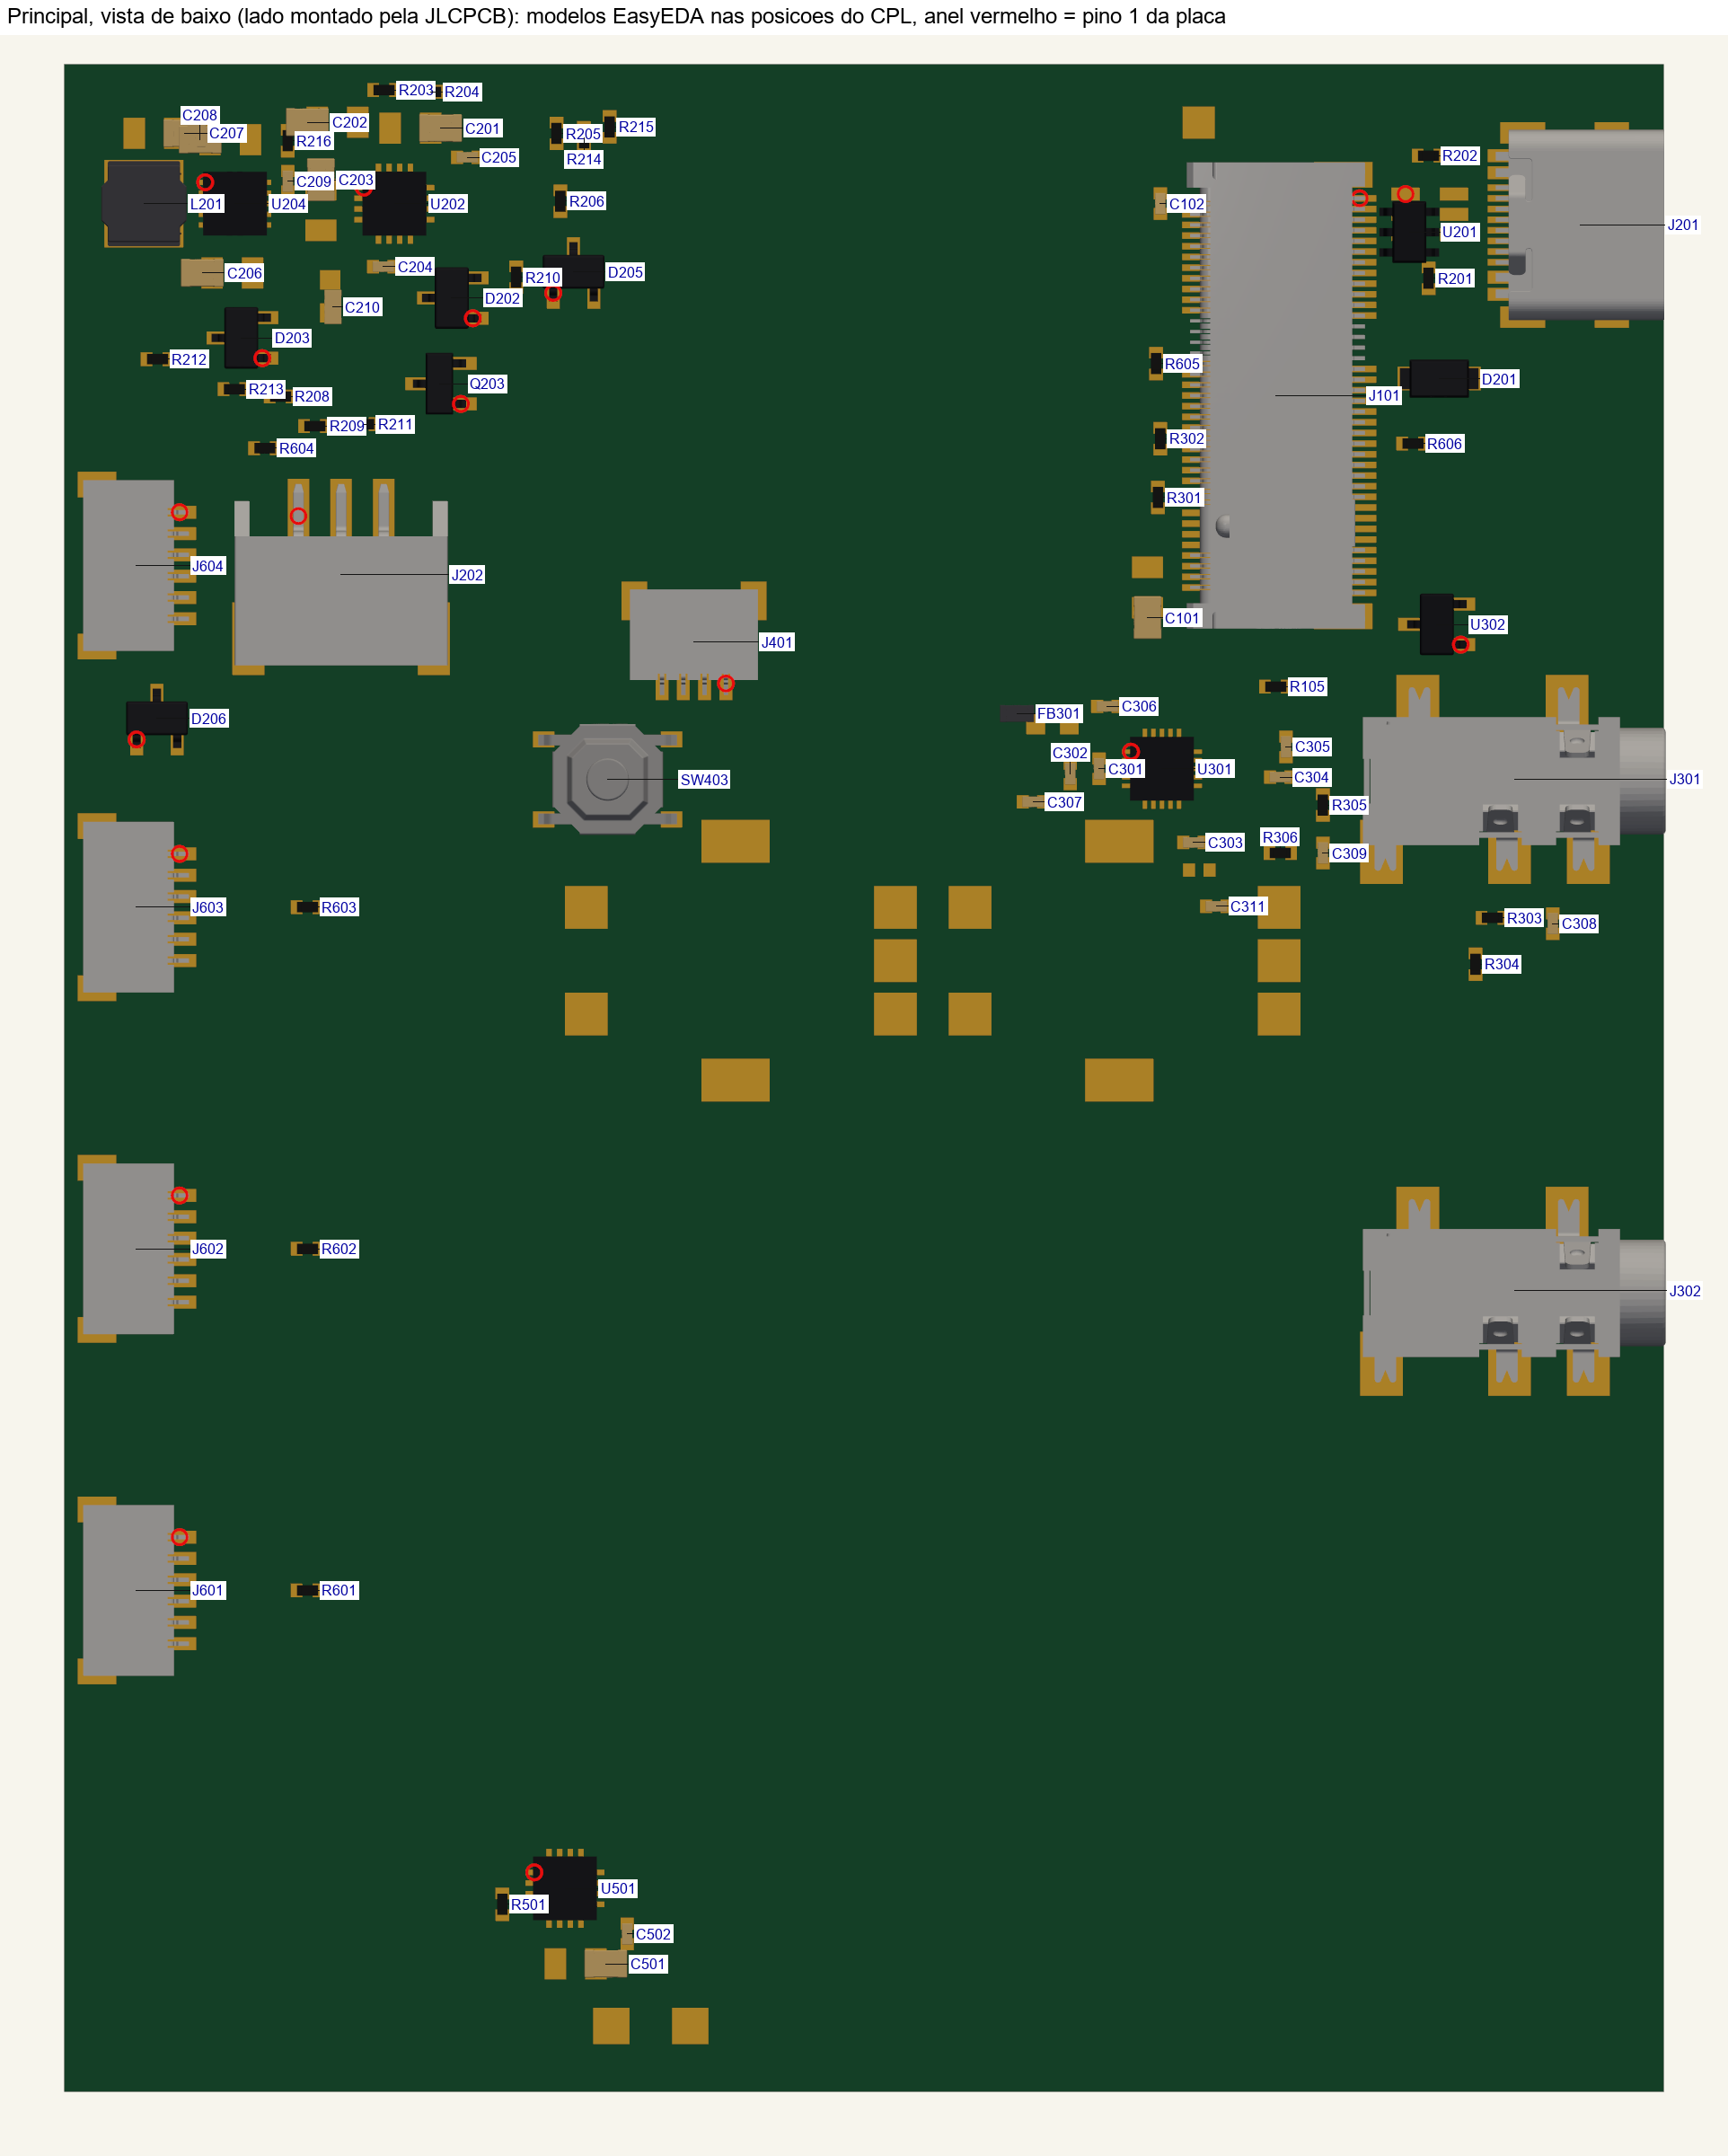 Principal, vista de baixo (lado montado pela JLCPCB): modelos EasyEDA nas posicoes do CPL, anel vermelho = pino 1 da placa
R203
R204
C208
C207
C202
R216
C201
R205
R215
C205
R214
R202
C209
C203
L201
U204
U202
R206
C102
U201
J201
C206
C204
R210
D205
R201
D202
C210
D203
R212
R605
D201
Q203
R213
R208
J101
R209
R211
R302
R606
R604
R301
J604
J202
C101
U302
J401
R105
D206
C306
FB301
C302
C305
SW403
C301
U301
C304
J301
C307
R305
R306
C303
C309
J603
R603
C311
R303
C308
R304
J602
R602
J302
J601
R601
U501
R501
C502
C501